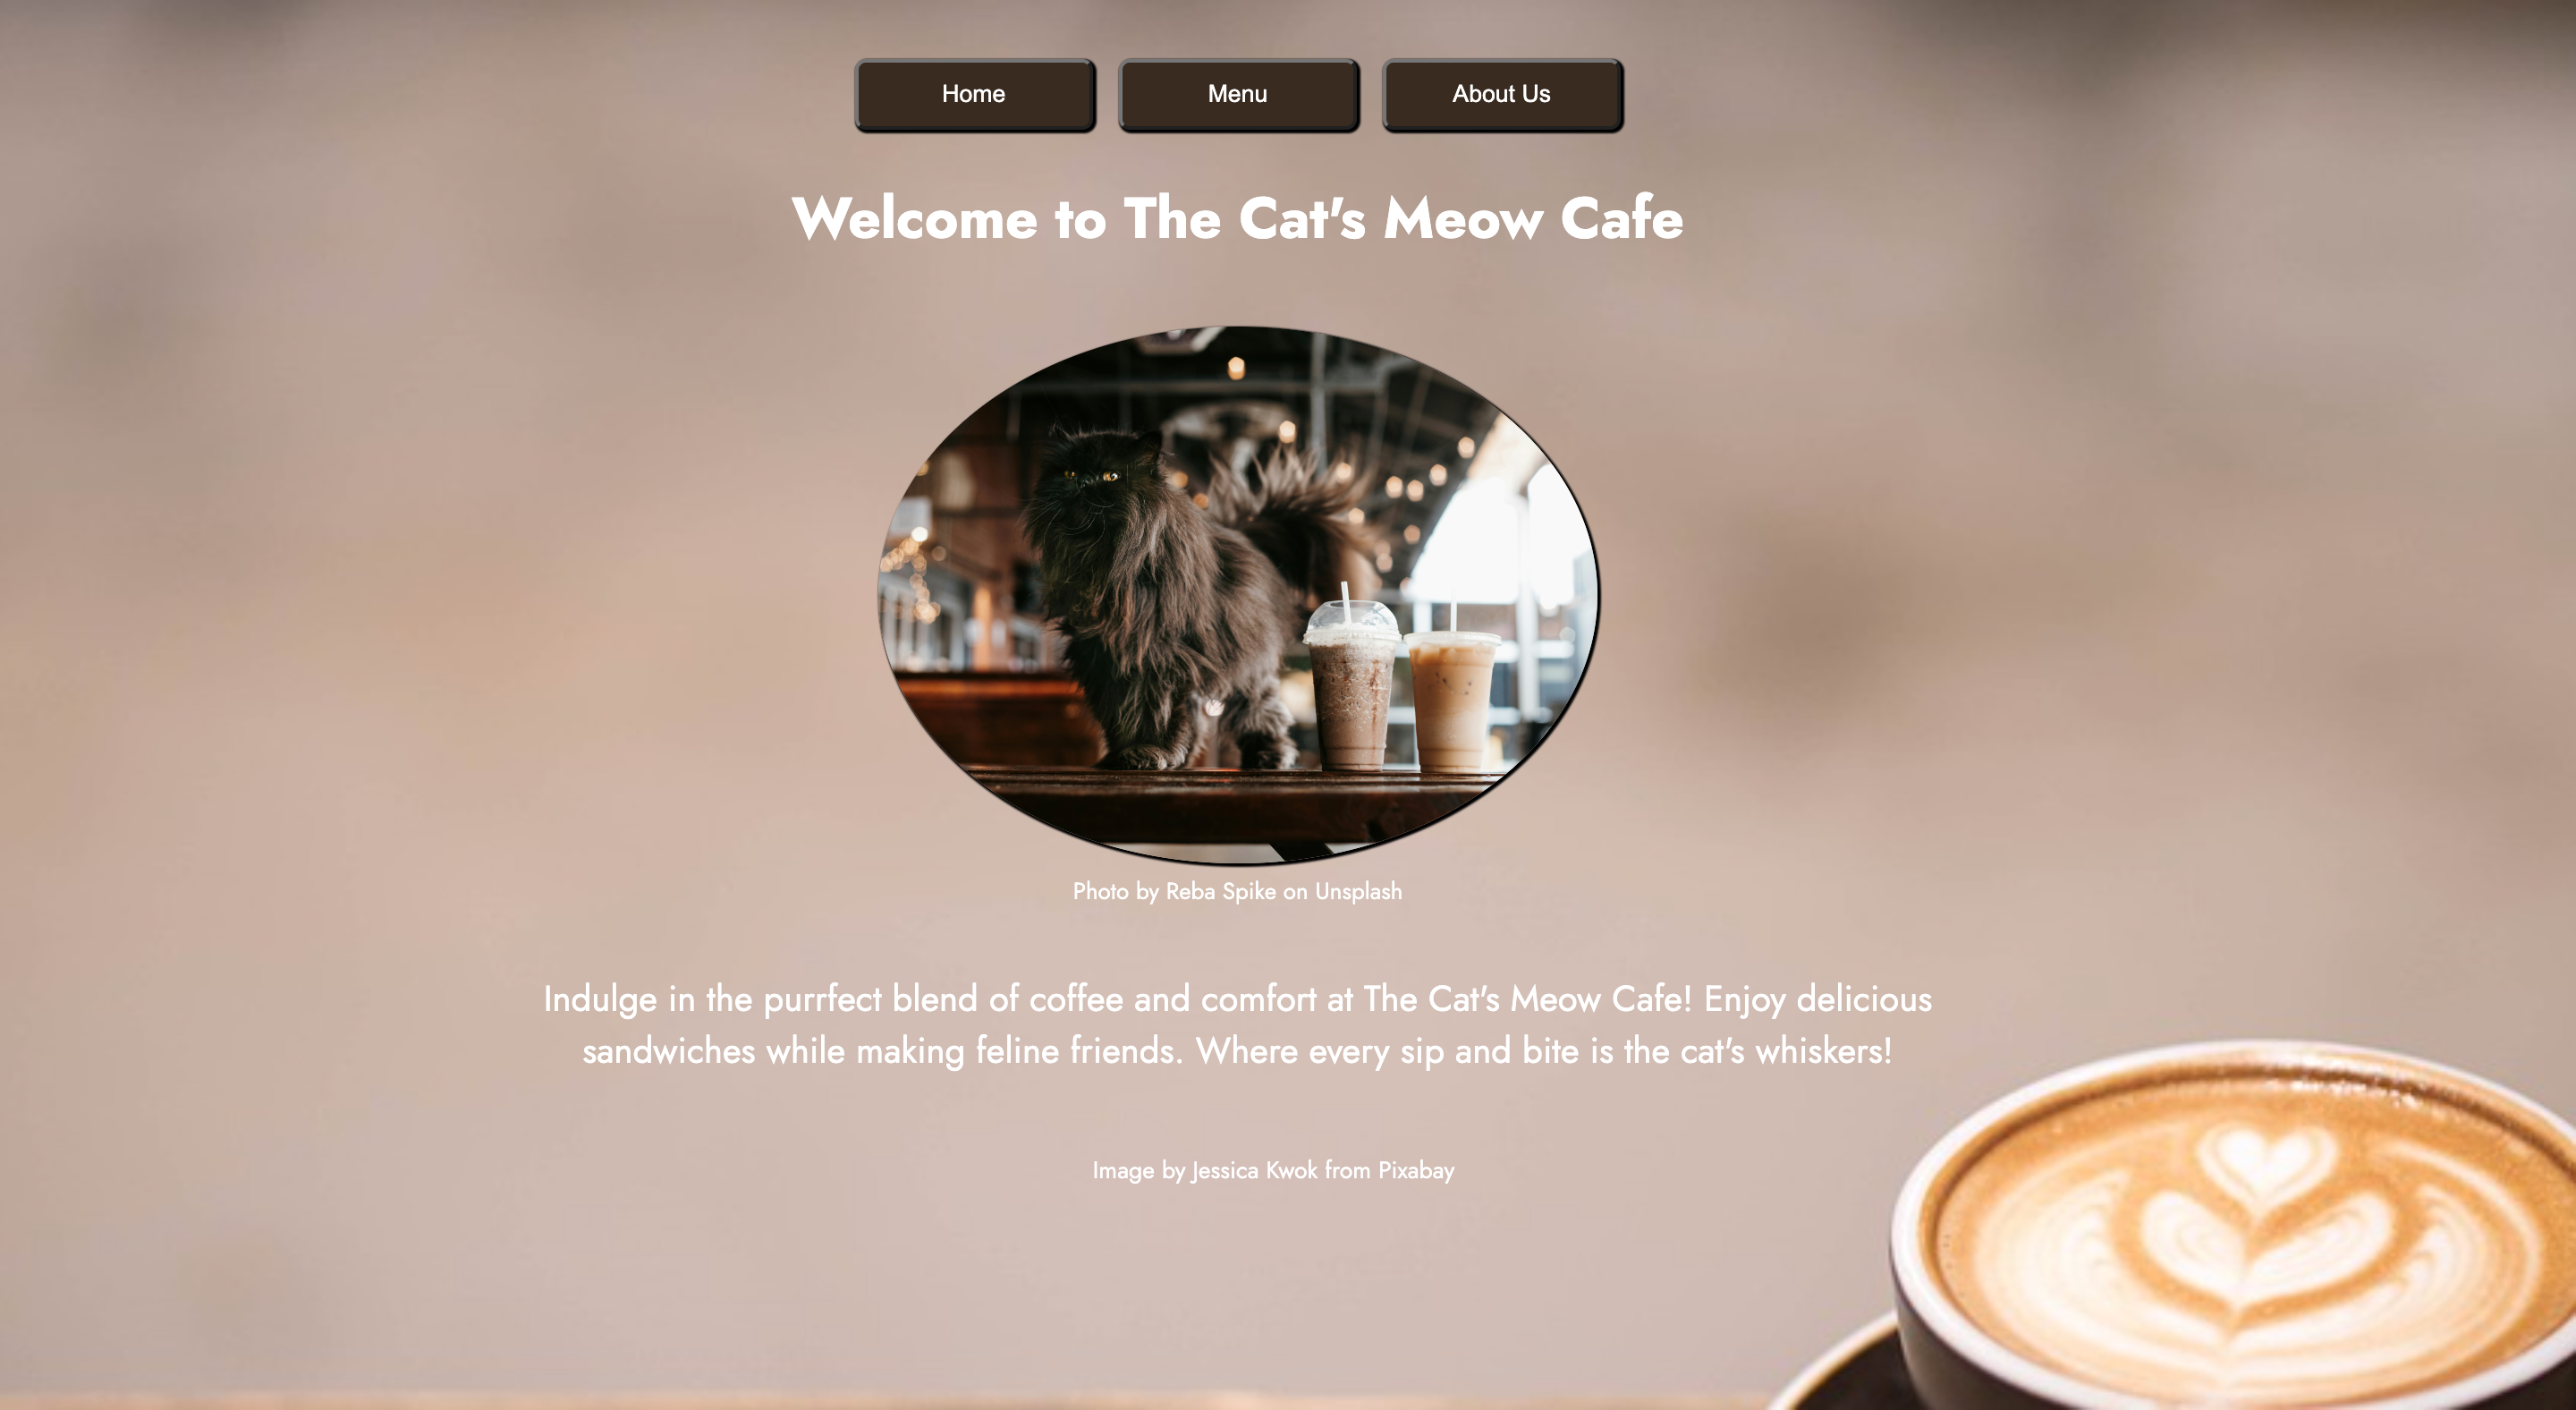 Home
Menu
About Us
Welcome to The Cat's Meow Cafe
Photo by Reba Spike on Unsplash
Indulge in the purrfect blend of coffee and comfort at The Cat's Meow Cafe! Enjoy delicious
sandwiches while making feline friends. Where every sip and bite is the cat's whiskers!
Image by Jessica Kwok from Pixabay